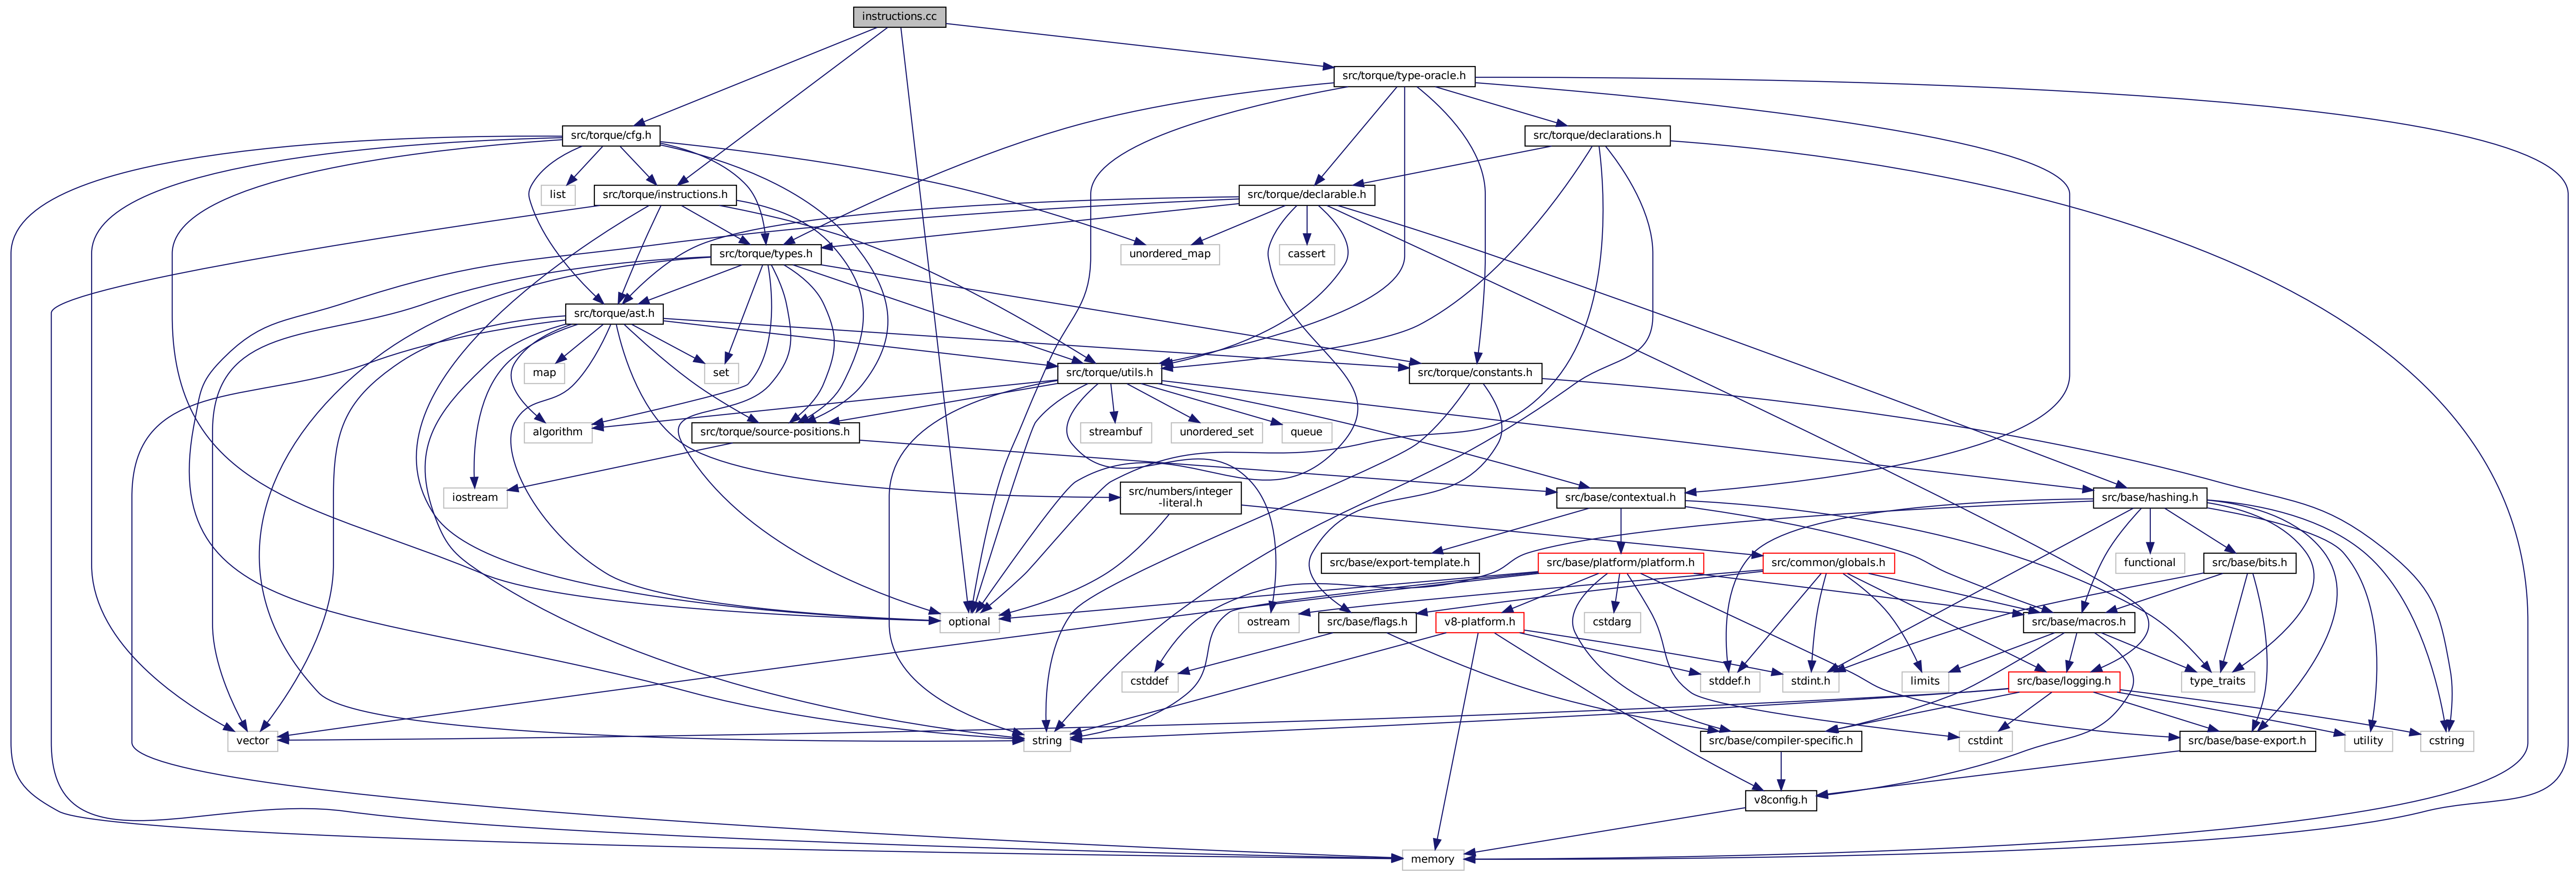 instructions.cc
src/torque/type-oracle.h
src/torque/cfg.h
src/torque/declarations.h
list
src/torque/instructions.h
src/torque/declarable.h
src/torque/types.h
unordered_map
cassert
src/torque/ast.h
map
set
src/torque/utils.h
src/torque/constants.h
algorithm
src/torque/source-positions.h
streambuf
unordered_set
queue
iostream
src/numbers/integer
-literal.h
src/base/contextual.h
src/base/hashing.h
src/base/export-template.h
src/base/platform/platform.h
src/common/globals.h
functional
src/base/bits.h
optional
ostream
src/base/flags.h
v8-platform.h
cstdarg
src/base/macros.h
cstddef
stddef.h
stdint.h
limits
src/base/logging.h
type_traits
vector
string
src/base/compiler-specific.h
cstdint
src/base/base-export.h
utility
cstring
v8config.h
memory